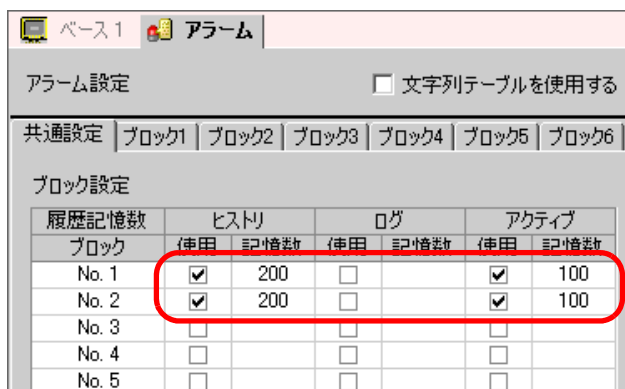 ベース1 アラーム
アラーム設定 文字列テーブルを使用する
共通設定 ブロック1 ブロック2 ブロック3 ブロック4 ブロック5 ブロック6
ブロック設定
履歴記憶数 ヒストリ ログ アクティブ
ブロック 使用 記憶数 使用 記憶数 使用 記憶数
No. 1 200 100
No. 2 200 100
No. 3
No. 4
No. 5